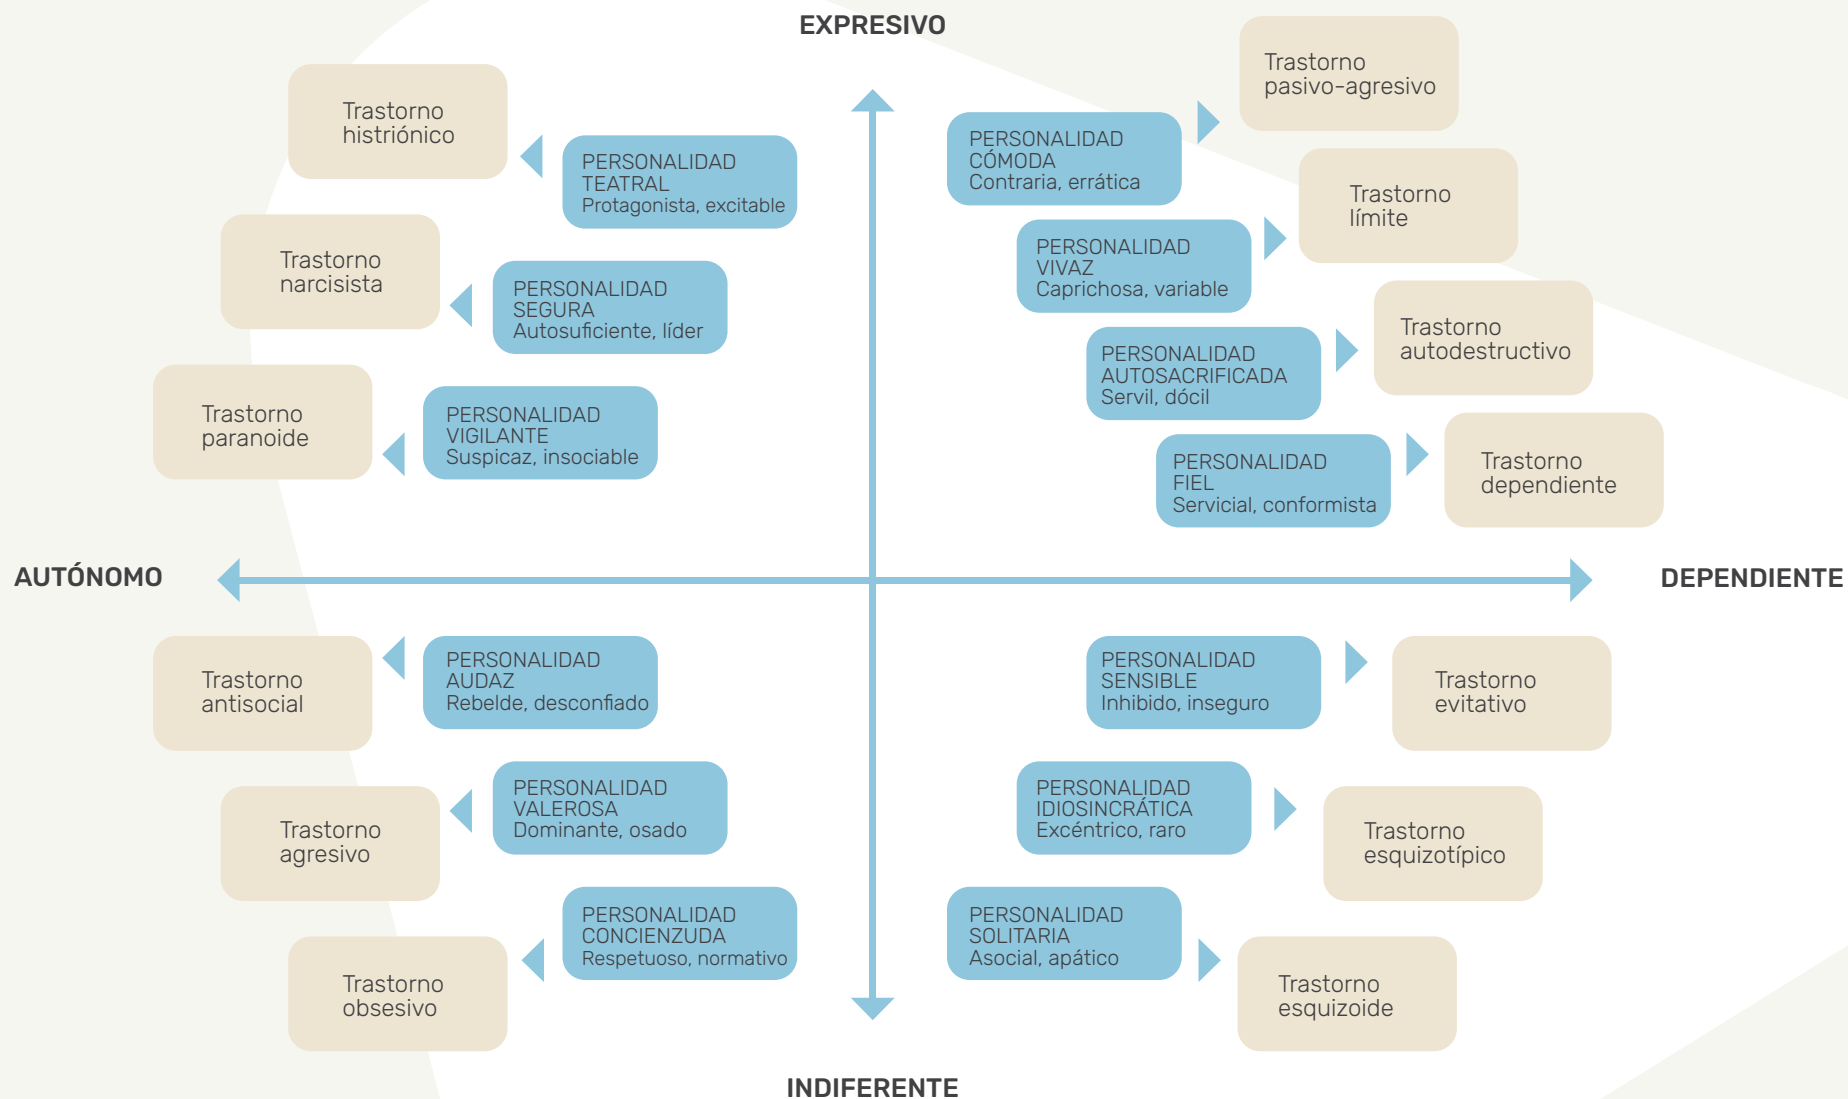 EXPRESIVO
Trastorno
histriónico
PERSONALIDAD
TEATRAL
Protagonista, excitable
Trastorno
narcisista
PERSONALIDAD
SEGURA
Autosuficiente, líder
Trastorno
paranoide
PERSONALIDAD
VIGILANTE
Suspicaz, insociable
PERSONALIDAD
CÓMODA
Contraria, errática
Trastorno
pasivo-agresivo
PERSONALIDAD
VIVAZ
Caprichosa, variable
Trastorno
límite
PERSONALIDAD
AUTOSACRIFICADA
Servil, dócil
Trastorno
autodestructivo
PERSONALIDAD
FIEL
Servicial, conformista
Trastorno
dependiente
AUTÓNOMO
DEPENDIENTE
Trastorno
antisocial
PERSONALIDAD
AUDAZ
Rebelde, desconfiado
Trastorno
agresivo
PERSONALIDAD
VALEROSA
Dominante, osado
Trastorno
obsesivo
PERSONALIDAD
CONCIENZUDA
Respetuoso, normativo
PERSONALIDAD
SENSIBLE
Inhibido, inseguro
Trastorno
evitativo
PERSONALIDAD
IDIOSINCRÁTICA
Excéntrico, raro
Trastorno
esquizotípico
PERSONALIDAD
SOLITARIA
Asocial, apático
Trastorno
esquizoide
INDIFERENTE